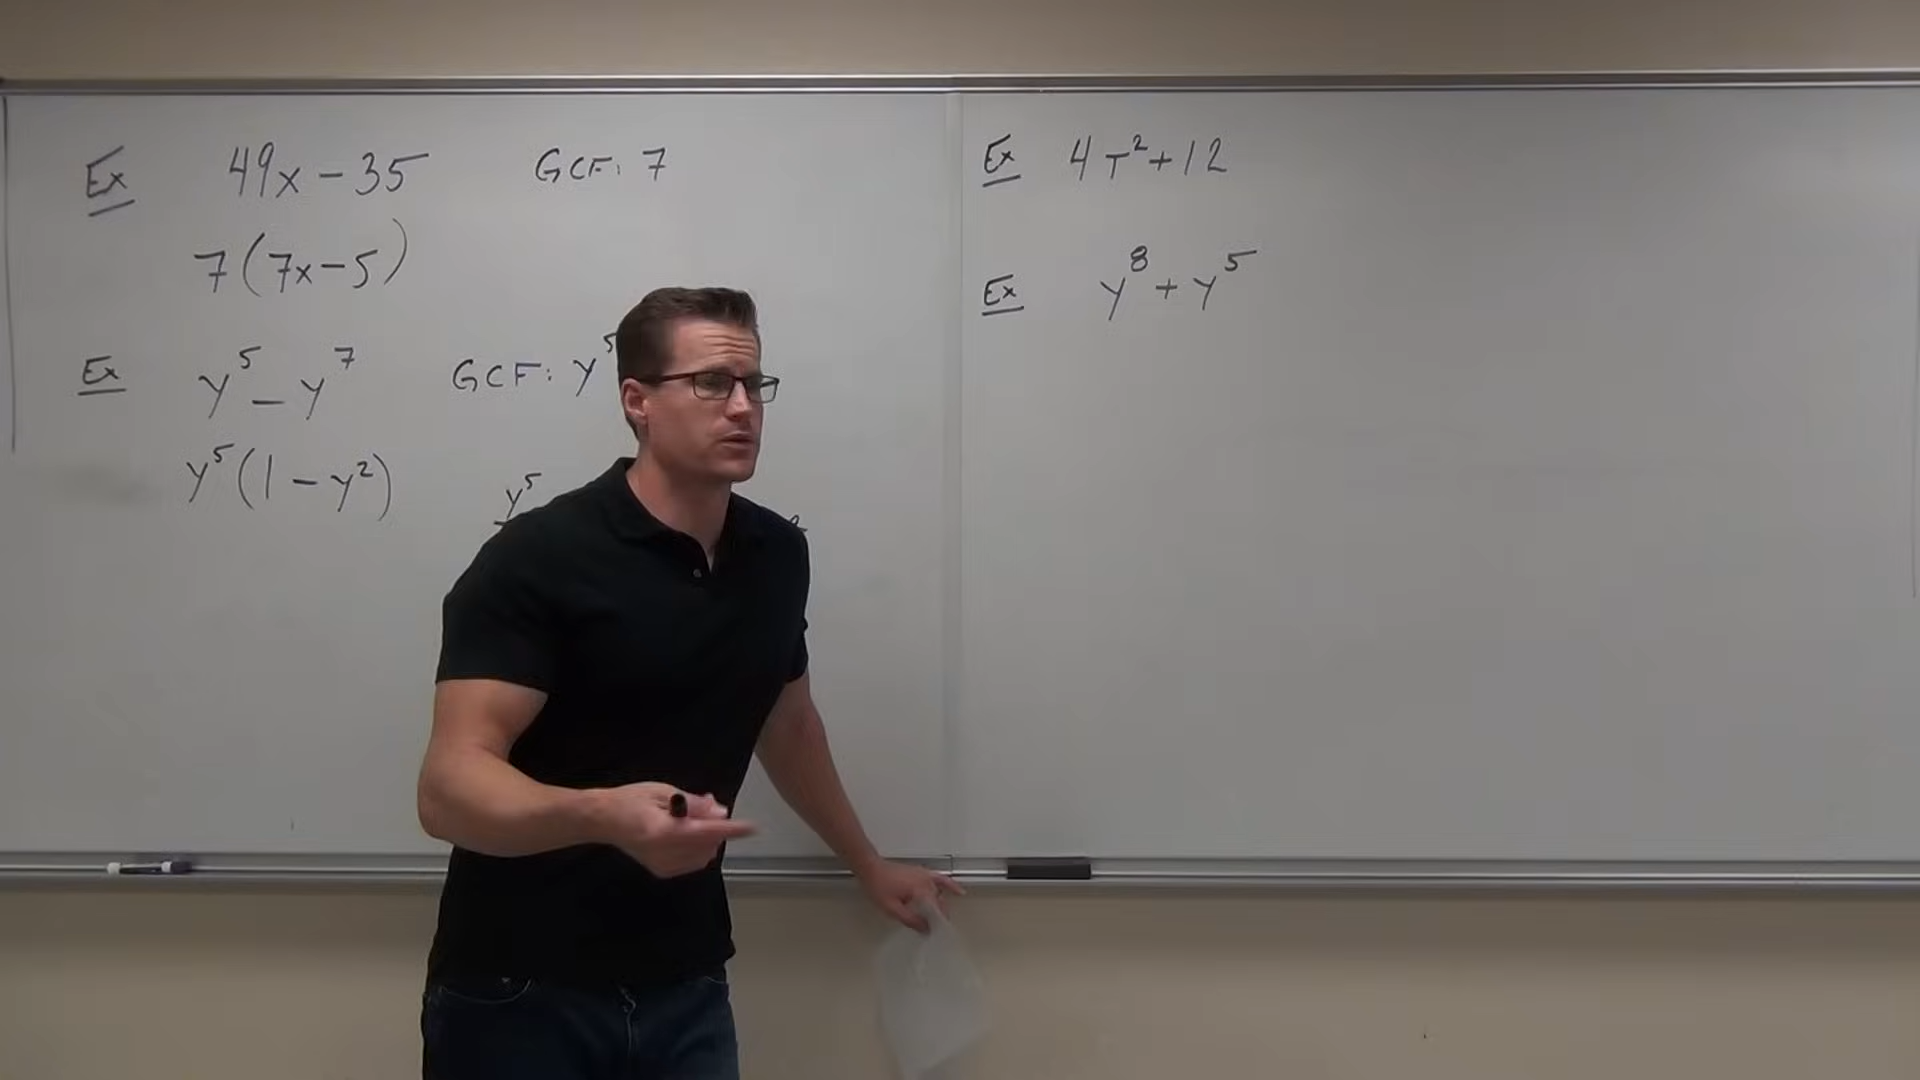 Ex 49x - 35 GCF: 7
7(7x-5)
Ex y⁵ - y⁷ GCF: y⁵
y⁵(1 - y²)
y⁵
Ex 4T² + 12
Ex y⁸ + y⁵